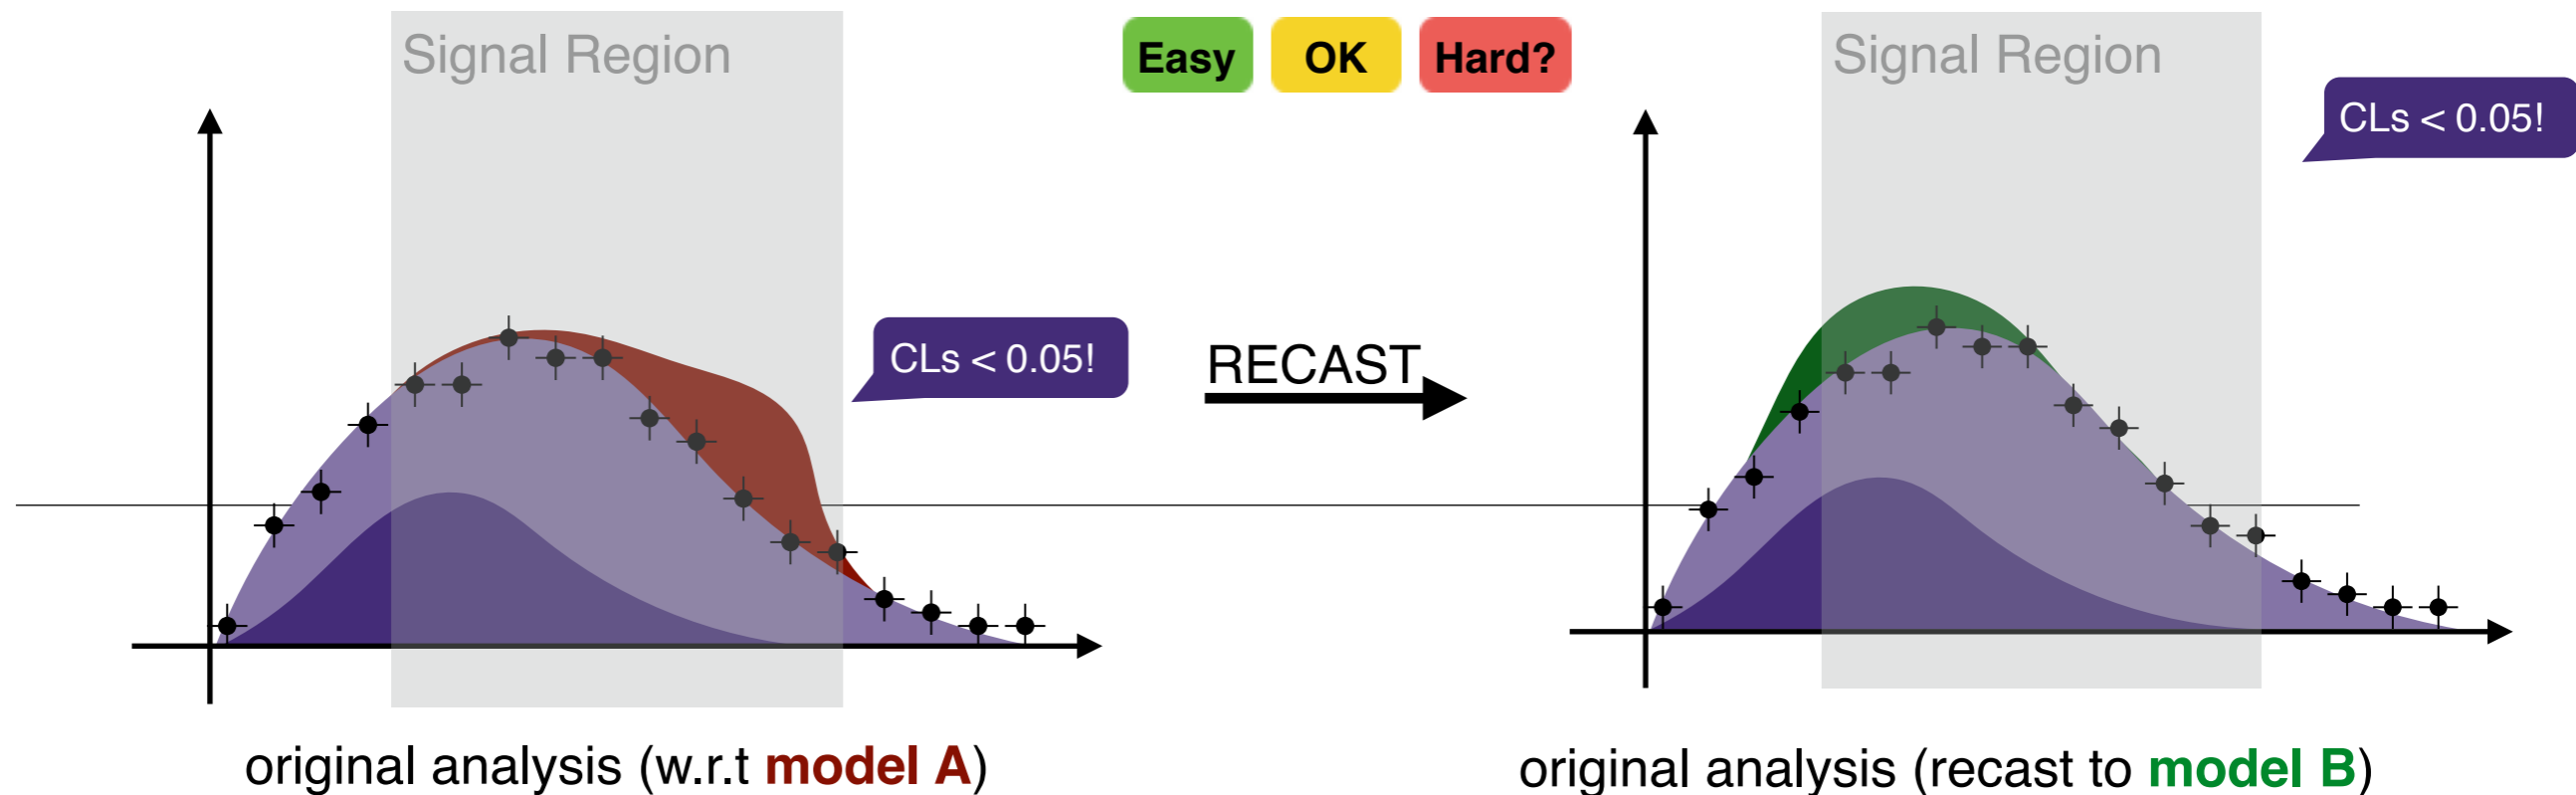 Signal Region
Easy OK Hard?
Signal Region
CLs < 0.05!
CLs < 0.05!
RECAST
original analysis (w.r.t model A)
original analysis (recast to model B)